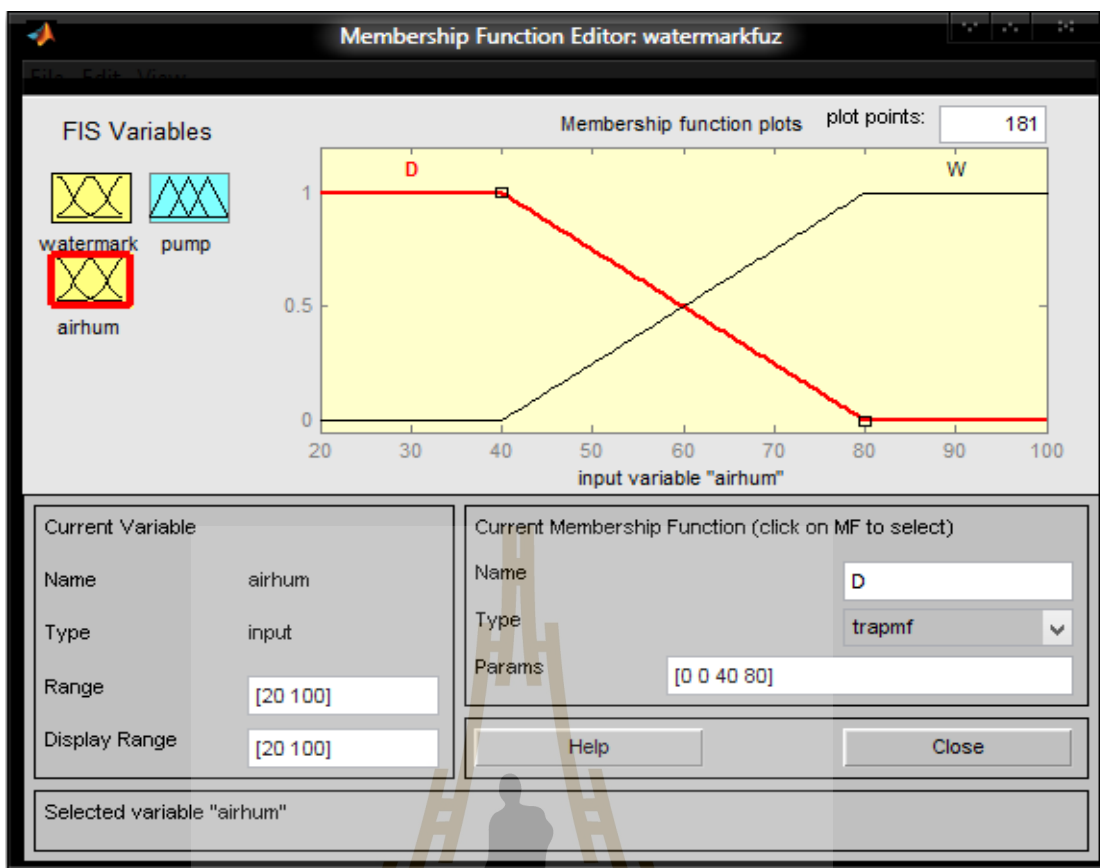 Membership Function Editor: watermarkfuz
File Edit View
FIS Variables
Membership function plots plot points: 181
watermark pump
airhum
D W
1
0.5
0
20 30 40 50 60 70 80 90 100
input variable "airhum"
Current Variable
Name airhum
Type input
Range [20 100]
Display Range [20 100]
Current Membership Function (click on MF to select)
Name D
Type trapmf
Params [0 0 40 80]
Help Close
Selected variable "airhum"